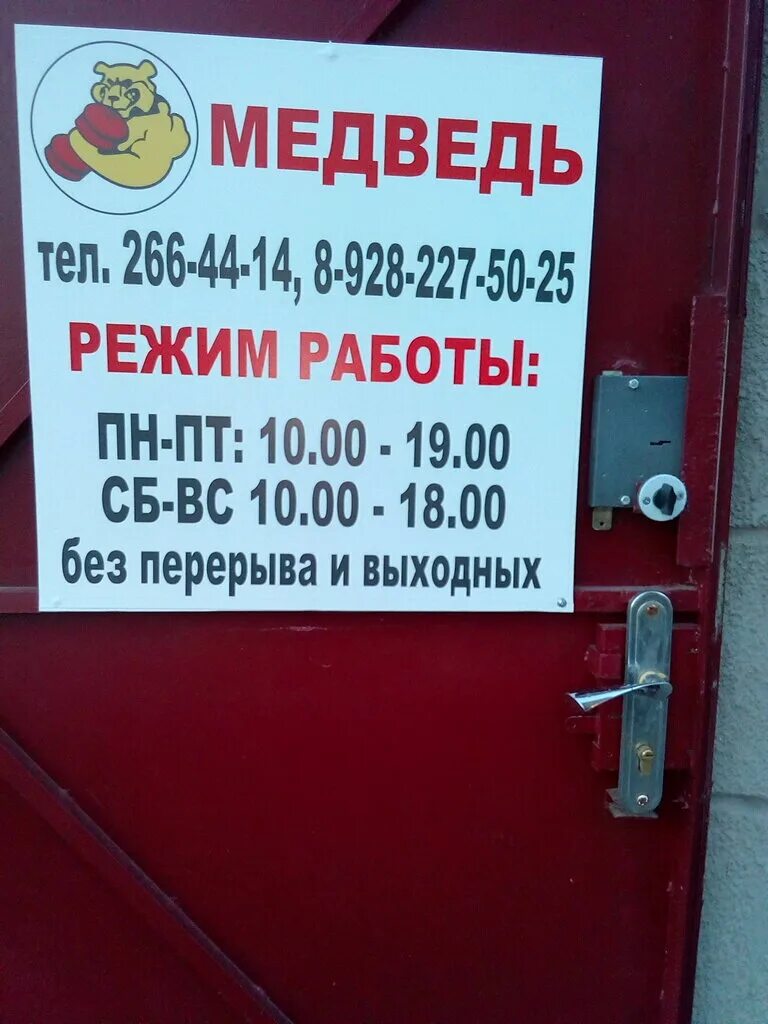 МЕДВЕДЬ
тел. 266-44-14, 8-928-227-50-25
РЕЖИМ РАБОТЫ:
ПН-ПТ: 10.00 - 19.00
СБ-ВС 10.00 - 18.00
без перерыва и выходных